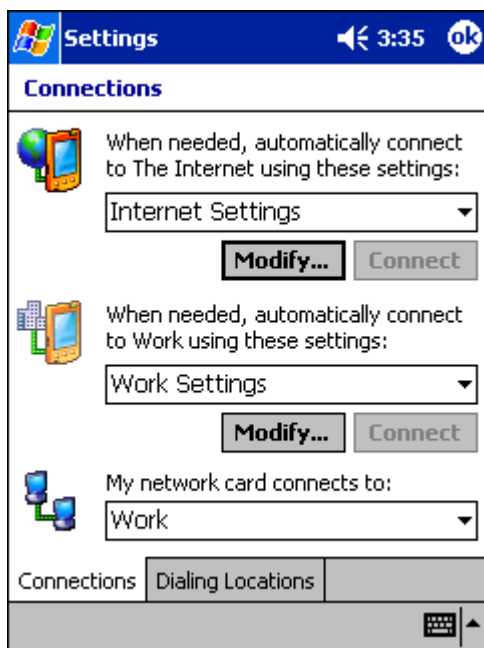 Settings 3:35 ok
Connections
When needed, automatically connect
to The Internet using these settings:
Internet Settings
Modify... Connect
When needed, automatically connect
to Work using these settings:
Work Settings
Modify... Connect
My network card connects to:
Work
Connections Dialing Locations